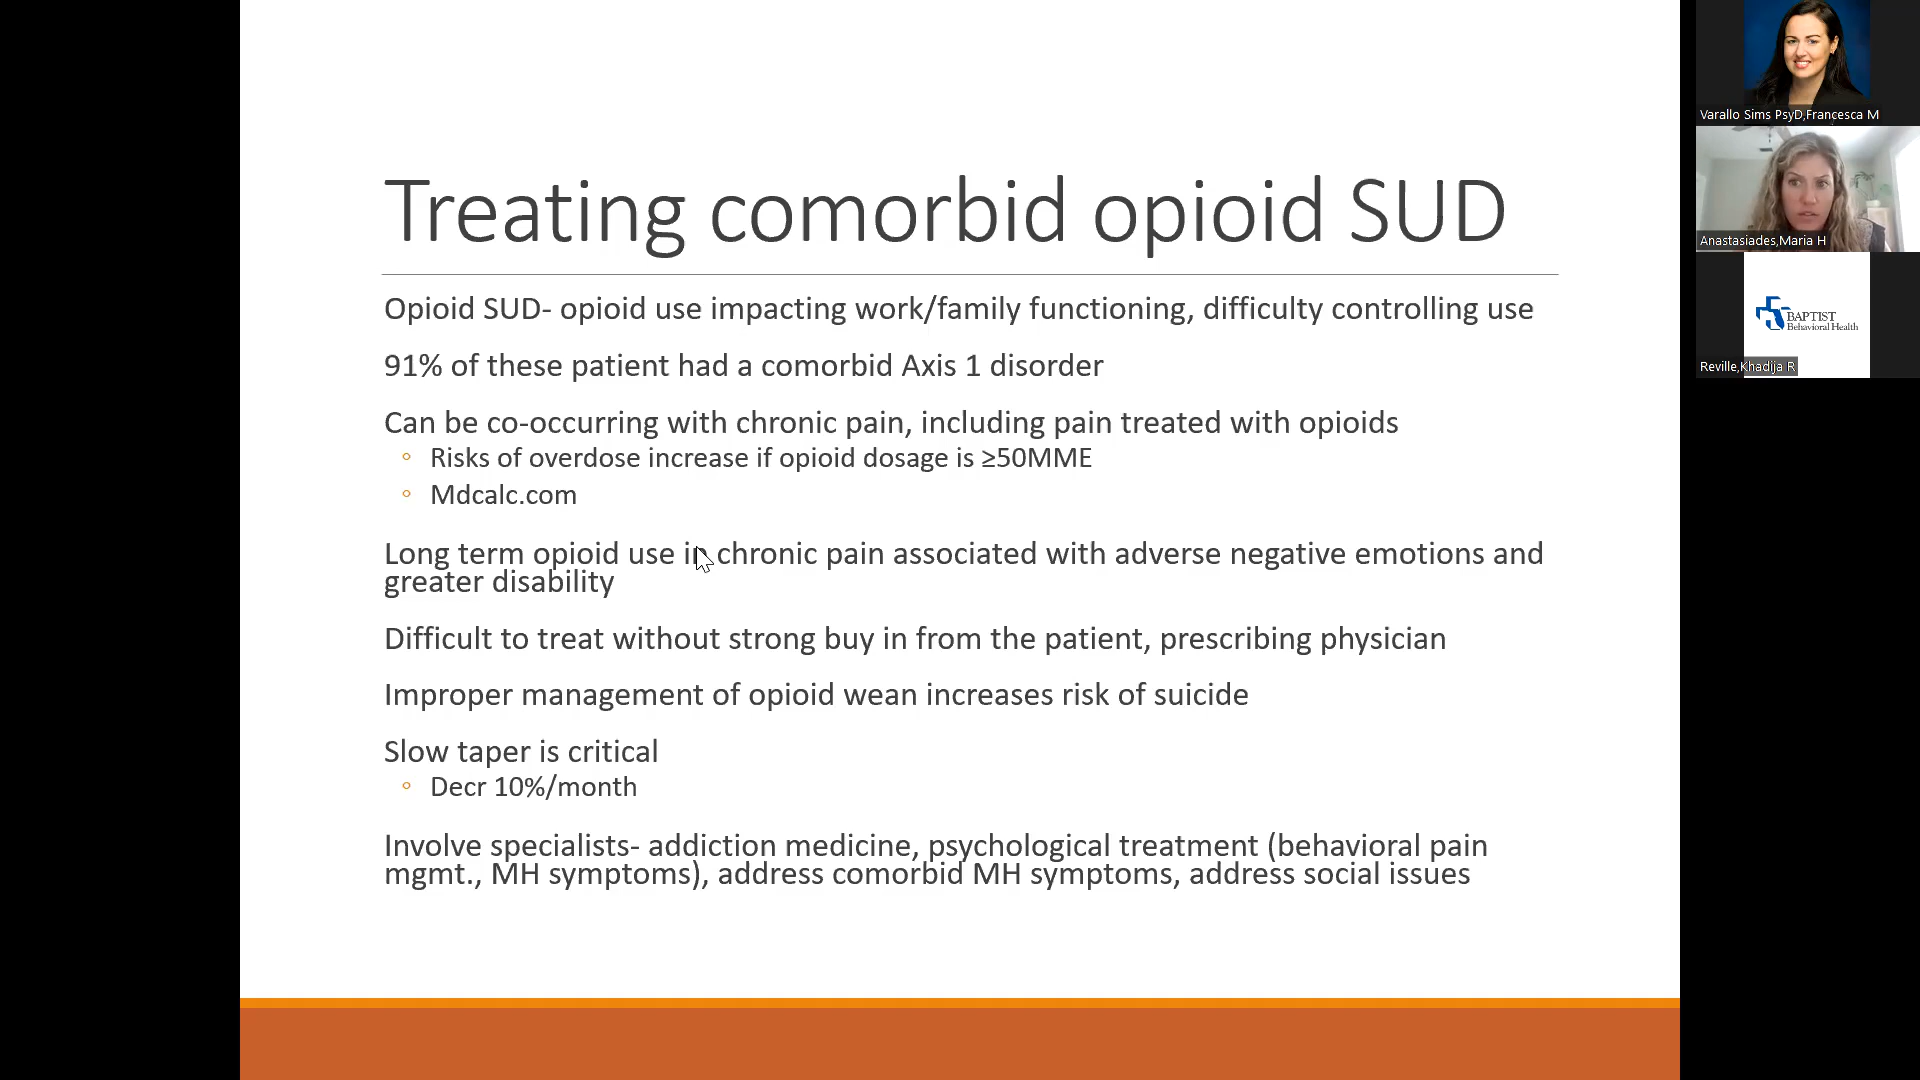 Treating comorbid opioid SUD
Opioid SUD- opioid use impacting work/family functioning, difficulty controlling use
91% of these patient had a comorbid Axis 1 disorder
Can be co-occurring with chronic pain, including pain treated with opioids
◦ Risks of overdose increase if opioid dosage is ≥50MME
◦ Mdcalc.com
Long term opioid use in chronic pain associated with adverse negative emotions and
greater disability
Difficult to treat without strong buy in from the patient, prescribing physician
Improper management of opioid wean increases risk of suicide
Slow taper is critical
◦ Decr 10%/month
Involve specialists- addiction medicine, psychological treatment (behavioral pain
mgmt., MH symptoms), address comorbid MH symptoms, address social issues
Varallo Sims PsyD,Francesca M
Anastasiades,Maria H
BAPTIST
Behavioral Health
Reville,Khadija R